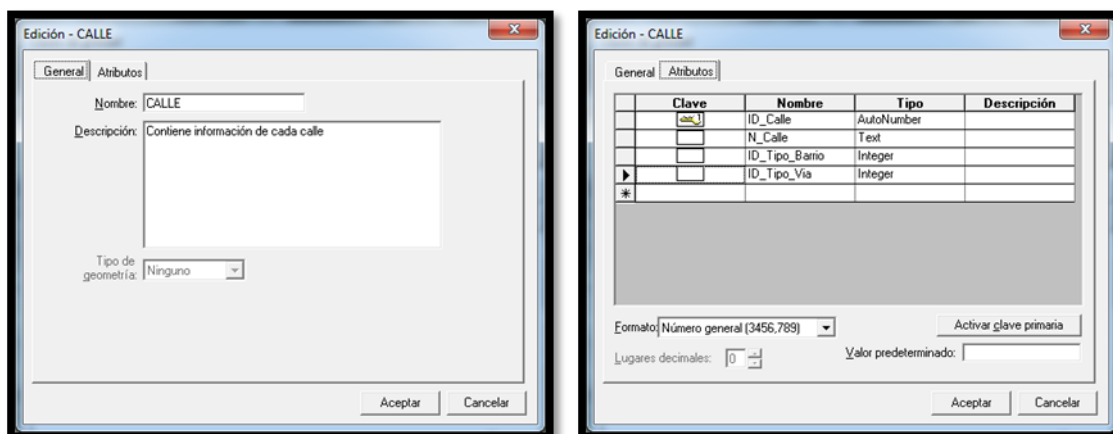 Edición - CALLE
General Atributos
Nombre: CALLE
Descripción: Contiene información de cada calle
Tipo de
geometría: Ninguno
Aceptar Cancelar
Edición - CALLE
General Atributos
Clave Nombre Tipo Descripción
ID_Calle AutoNumber
N_Calle Text
ID_Tipo_Barrio Integer
ID_Tipo_Via Integer
Formato: Número general (3456,789) Activar clave primaria
Lugares decimales: 0 Valor predeterminado:
Aceptar Cancelar